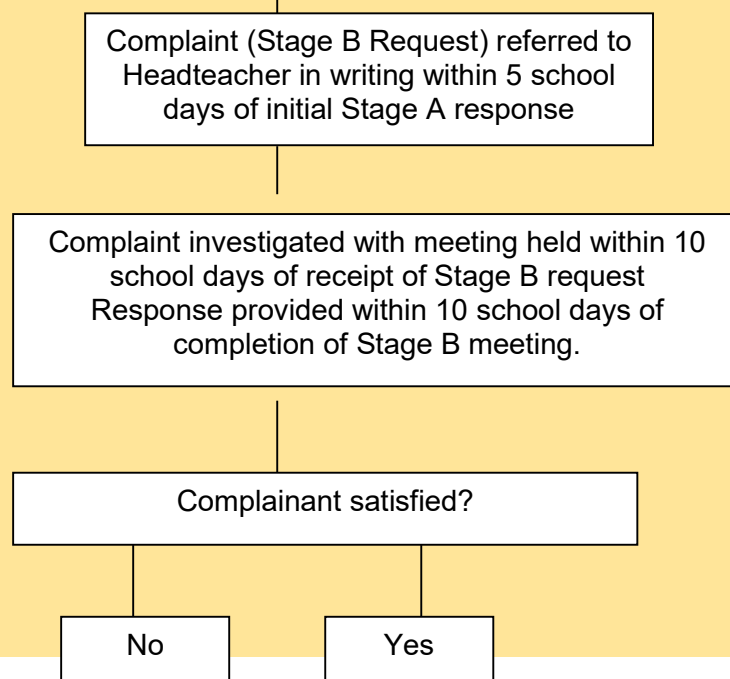 Complaint (Stage B Request) referred to
Headteacher in writing within 5 school
days of initial Stage A response
Complaint investigated with meeting held within 10
school days of receipt of Stage B request
Response provided within 10 school days of
completion of Stage B meeting.
Complainant satisfied?
No
Yes